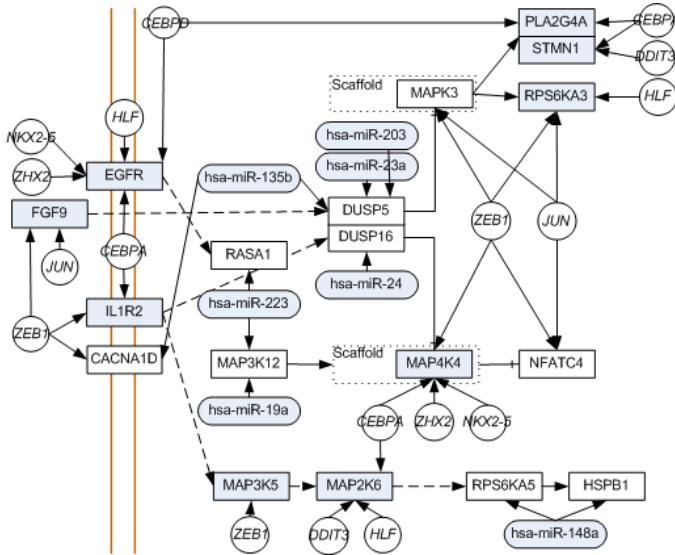 CEBPD
PLA2G4A
CEBPA
STMN1
DDIT3
Scaffold
MAPK3
RPS6KA3
HLF
HLF
NKX2-5
hsa-miR-203
ZHX2
EGFR
hsa-miR-23a
hsa-miR-135b
FGF9
DUSP5
ZEB1
JUN
DUSP16
JUN
CEBPA
RASA1
hsa-miR-24
hsa-miR-223
IL1R2
ZEB1
CACNA1D
MAP3K12
Scaffold
MAP4K4
NFATC4
hsa-miR-19a
CEBPA
ZHX2
NKX2-5
MAP3K5
MAP2K6
RPS6KA5
HSPB1
ZEB1
DDIT3
HLF
hsa-miR-148a